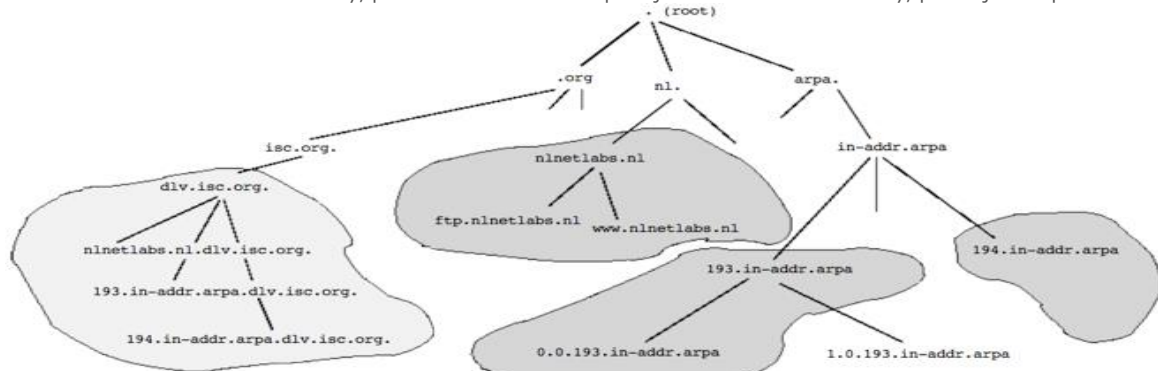 . (root)
.org
nl.
arpa.
isc.org.
nlnetlabs.nl
in-addr.arpa
dlv.isc.org.
ftp.nlnetlabs.nl
www.nlnetlabs.nl
nlnetlabs.nl.dlv.isc.org.
194.in-addr.arpa
193.in-addr.arpa
193.in-addr.arpa.dlv.isc.org.
194.in-addr.arpa.dlv.isc.org.
0.0.193.in-addr.arpa
1.0.193.in-addr.arpa